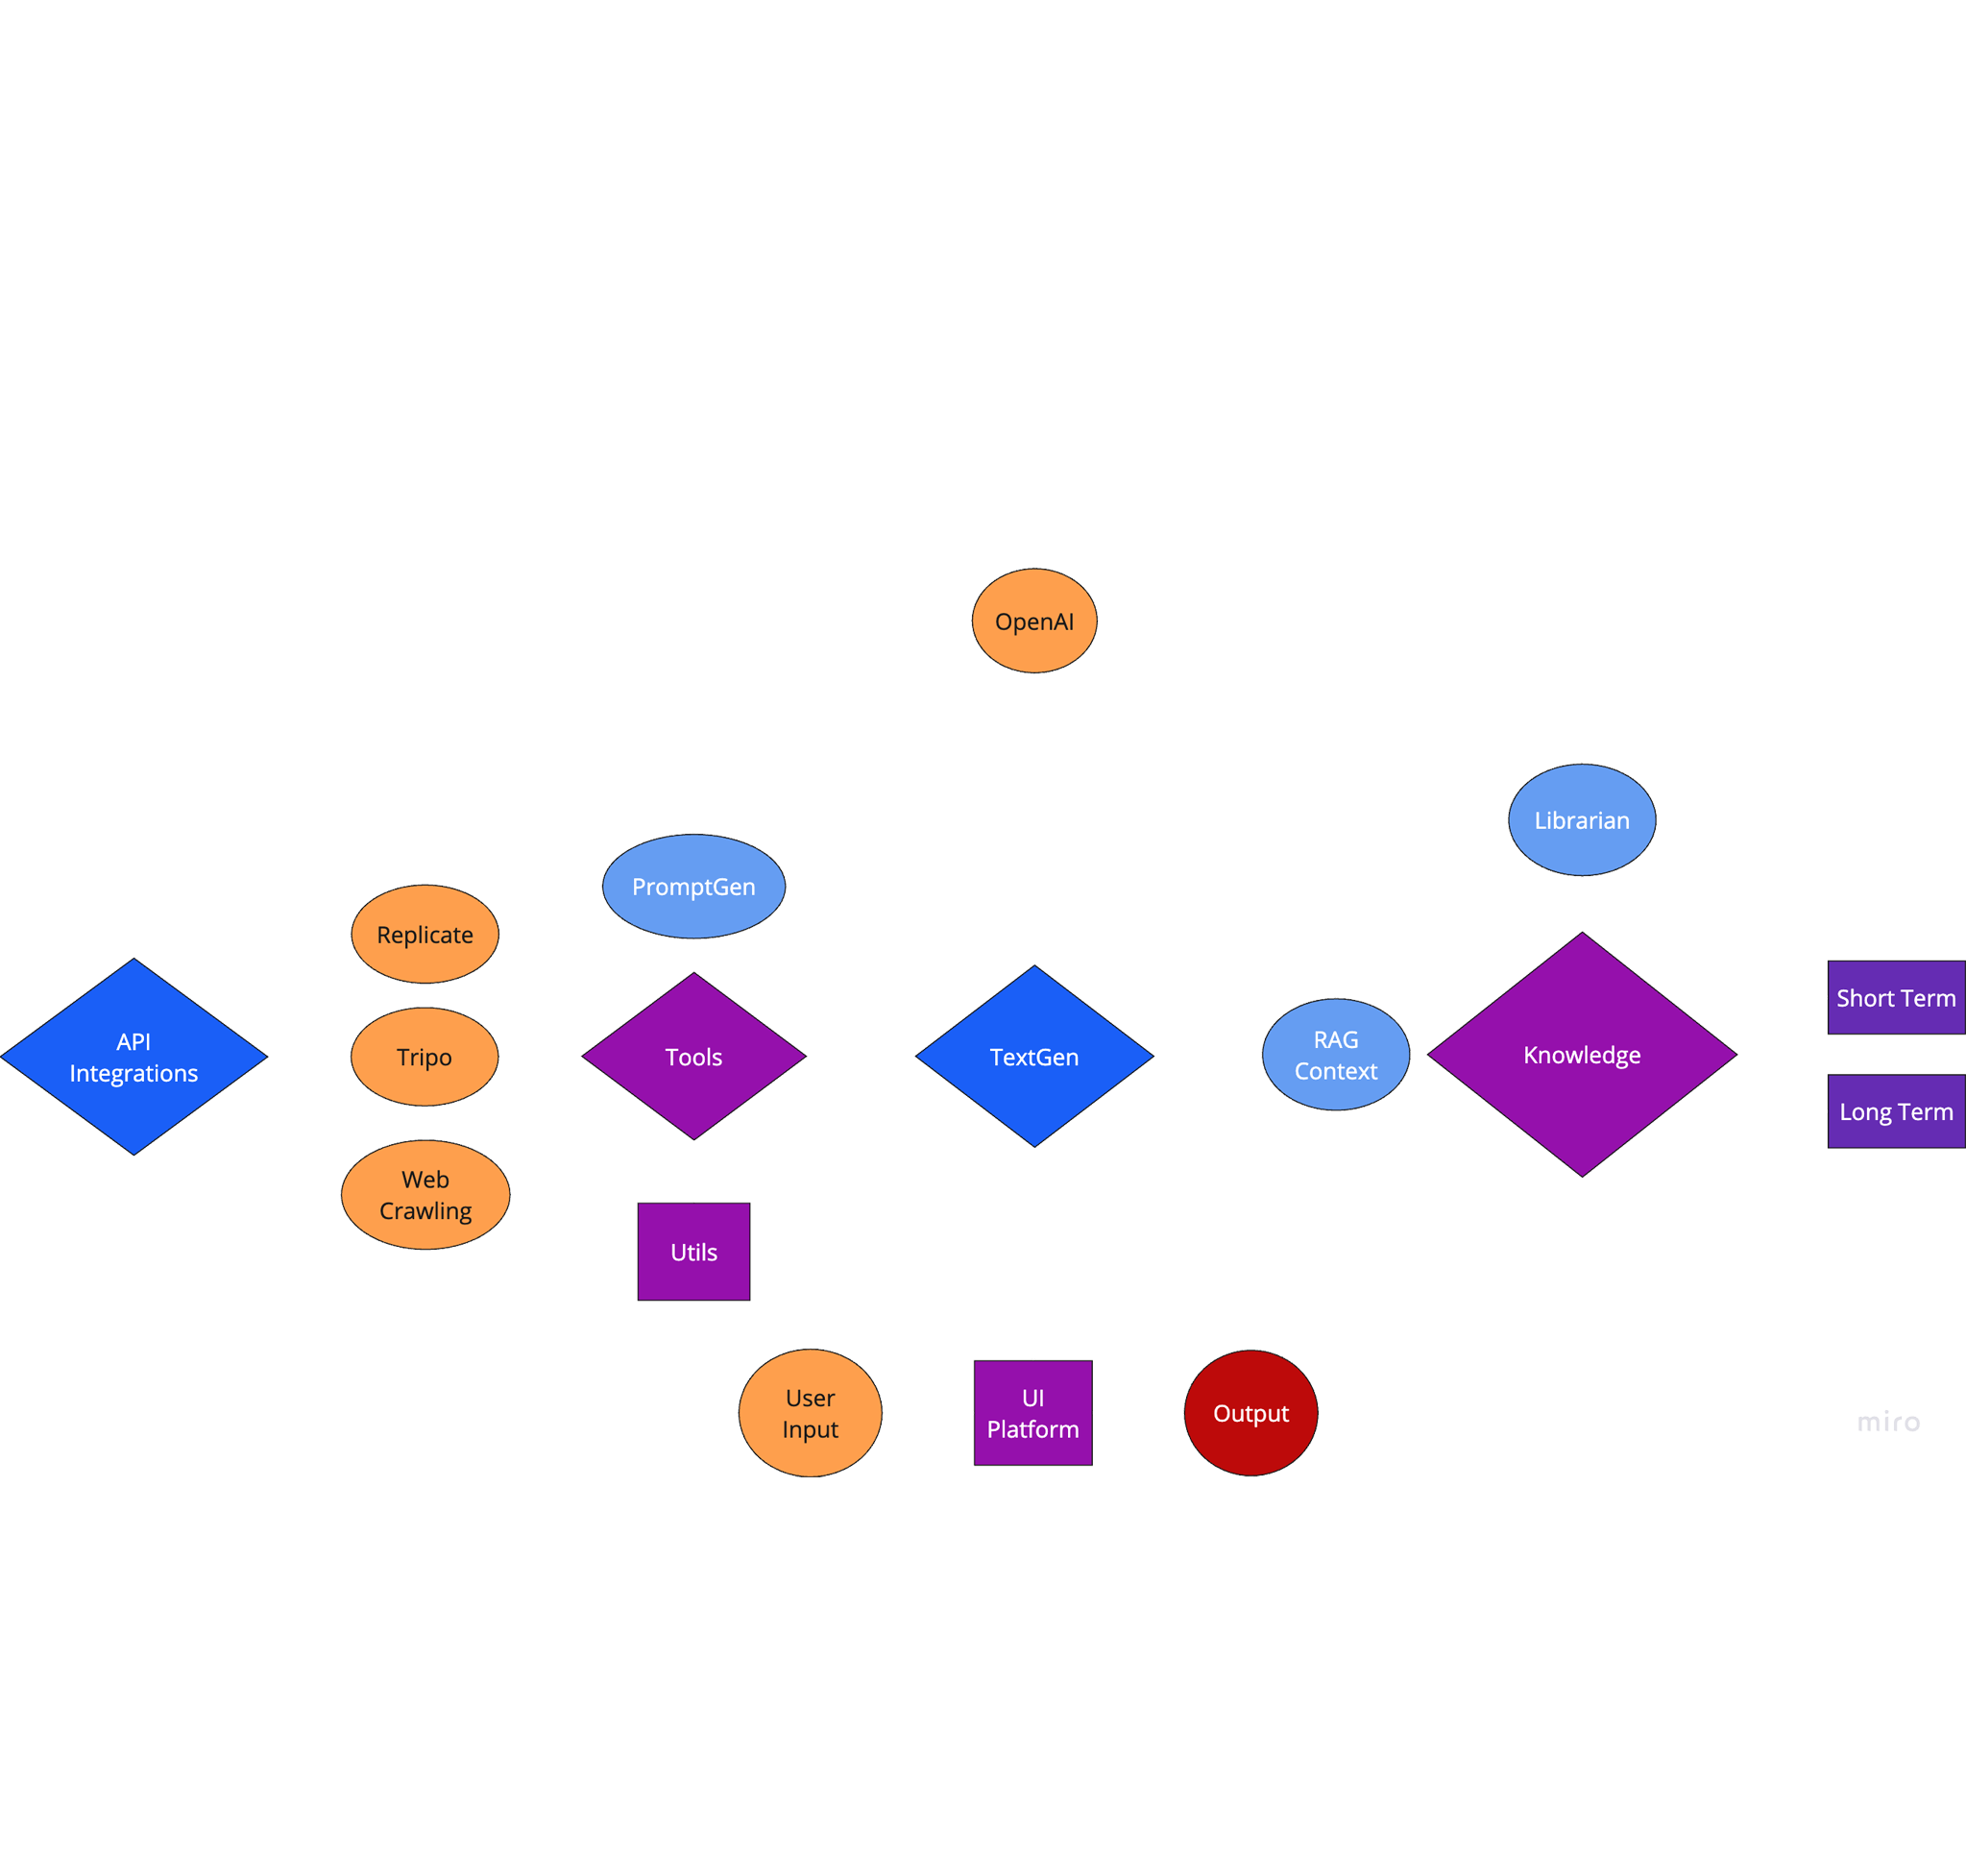 OpenAI
Librarian
PromptGen
Replicate
API
Integrations
Tripo
Tools
TextGen
RAG
Context
Knowledge
Short Term
Long Term
Web
Crawling
Utils
User
Input
UI
Platform
Output
miro